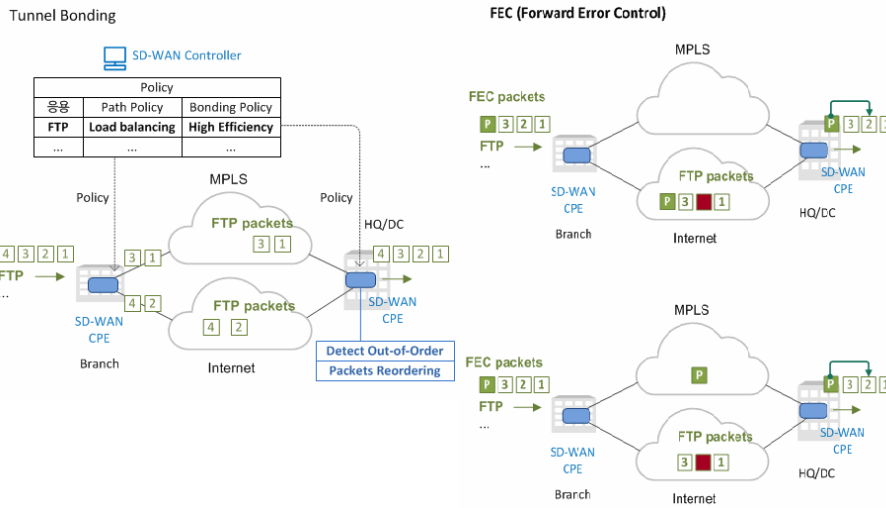 Tunnel Bonding
SD-WAN Controller
Policy
응용 Path Policy Bonding Policy
FTP Load balancing High Efficiency
... ... ...
Policy
MPLS
Policy
FTP packets
3 1
HQ/DC
4 3 2 1
FTP
...
3 1
4 3 2 1
4 2
FTP packets
4 2
SD-WAN
CPE
SD-WAN
CPE
Branch
Internet
Detect Out-of-Order
Packets Reordering
FEC (Forward Error Control)
MPLS
FEC packets
P 3 2 1
FTP
...
P 3 2 1
FTP packets
P 3 1
SD-WAN
CPE
SD-WAN
CPE
Branch
Internet
HQ/DC
MPLS
FEC packets
P 3 2 1
FTP
...
P
P 3 2 1
FTP packets
3 1
SD-WAN
CPE
SD-WAN
CPE
Branch
Internet
HQ/DC